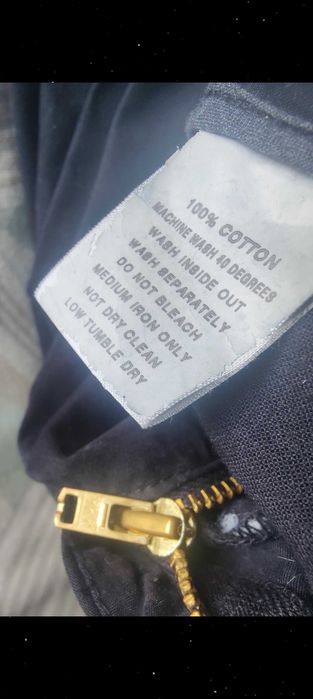 100% COTTON
MACHINE WASH 40 DEGREES
WASH INSIDE OUT
WASH SEPARATELY
DO NOT BLEACH
MEDIUM IRON ONLY
NOT DRY CLEAN
LOW TUMBLE DRY